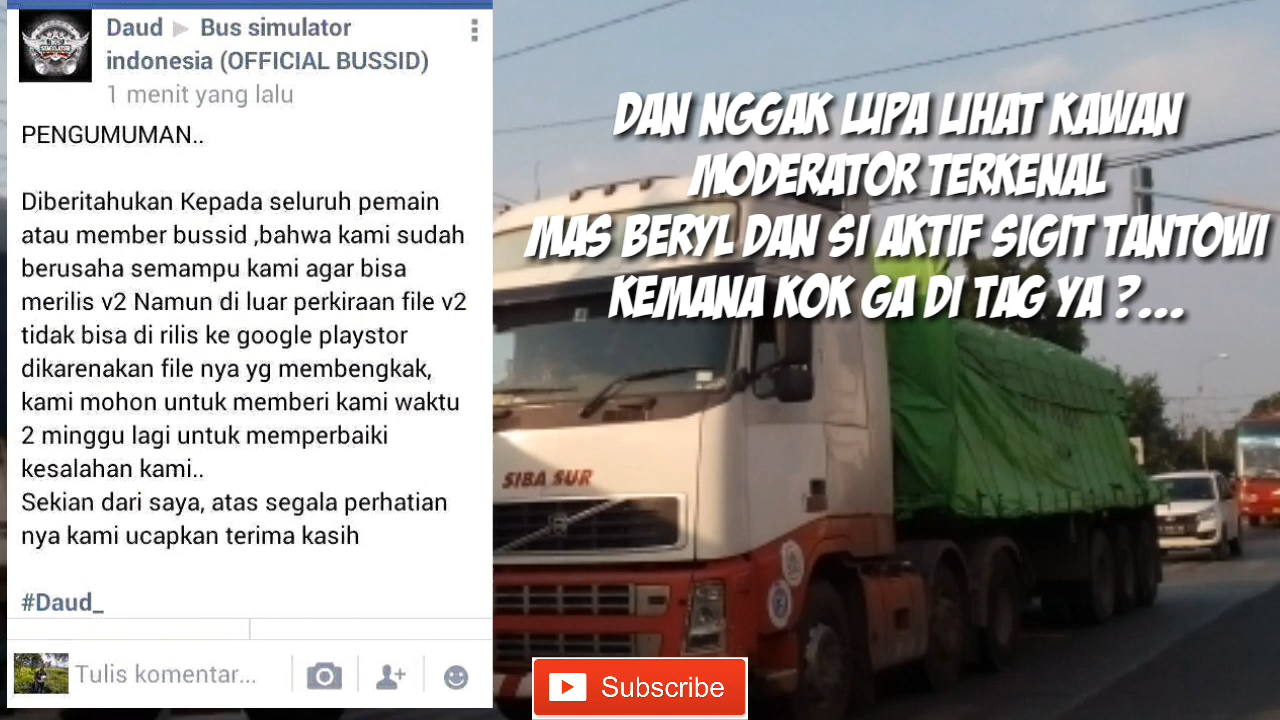 Daud ▶ Bus simulator
indonesia (OFFICIAL BUSSID)
1 menit yang lalu
PENGUMUMAN..
Diberitahukan Kepada seluruh pemain
atau member bussid ,bahwa kami sudah
berusaha semampu kami agar bisa
merilis v2 Namun di luar perkiraan file v2
tidak bisa di rilis ke google playstor
dikarenakan file nya yg membengkak,
kami mohon untuk memberi kami waktu
2 minggu lagi untuk memperbaiki
kesalahan kami..
Sekian dari saya, atas segala perhatian
nya kami ucapkan terima kasih
#Daud_
Tulis komentar...
DAN NGGAK LUPA LIHAT KAWAN
MODERATOR TERKENAL
MAS BERYL DAN SI AKTIF SIGIT TANTOWI
KEMANA KOK GA DI TAG YA ?...
SIBA SUR
Subscribe